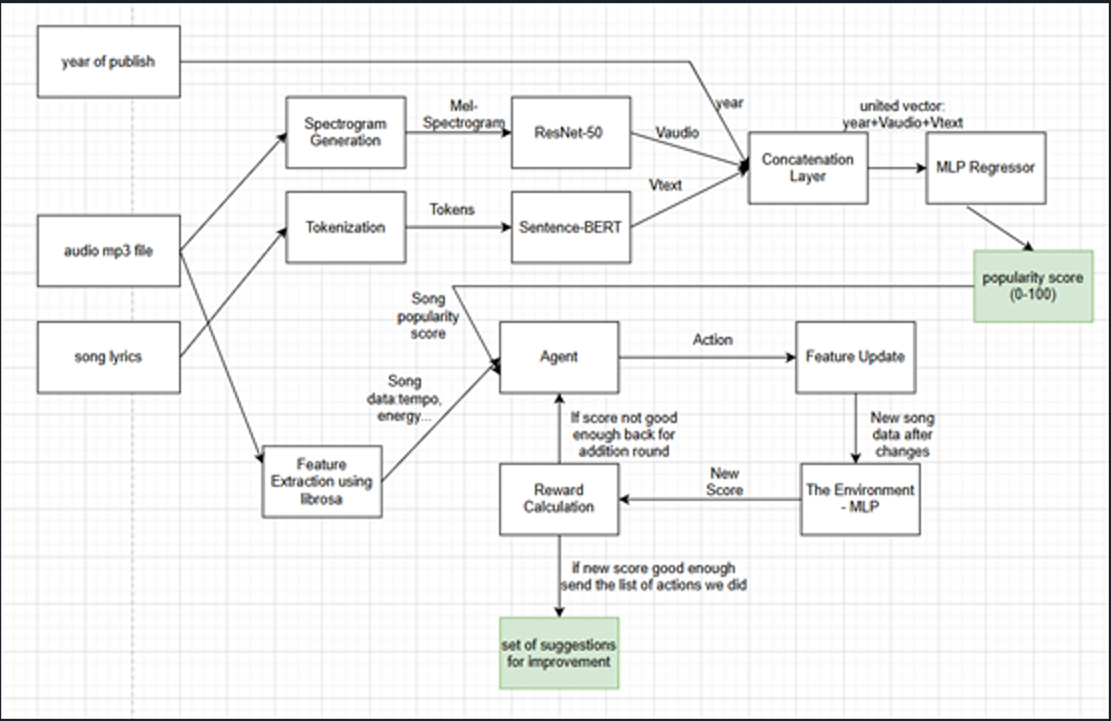 year of publish
year
Mel-
Spectrogram
united vector:
year+Vaudio+Vtext
Spectrogram
Generation
ResNet-50
Vaudio
Concatenation
Layer
MLP Regressor
Vtext
audio mp3 file
Tokenization
Tokens
Sentence-BERT
popularity score
(0-100)
song lyrics
Song
popularity
score
Agent
Action
Feature Update
Song
data:tempo,
energy...
If score not good
enough back for
addition round
New song
data after
changes
Feature
Extraction using
librosa
Reward
Calculation
New
Score
The Environment
- MLP
if new score good enough
send the list of actions we did
set of suggestions
for improvement